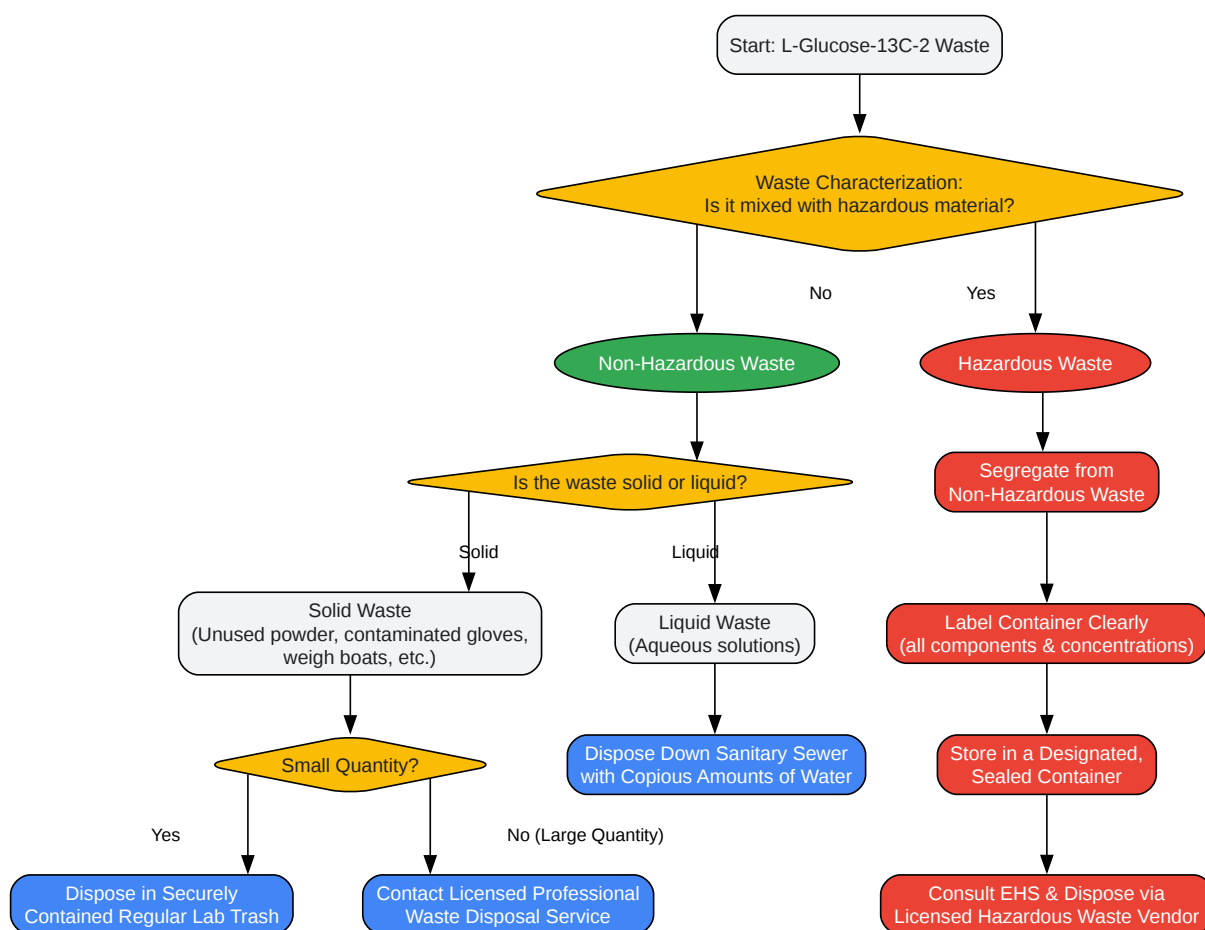 Start: L-Glucose-13C-2 Waste
Waste Characterization:
Is it mixed with hazardous material?
No
Yes
Non-Hazardous Waste
Hazardous Waste
Is the waste solid or liquid?
Segregate from
Non-Hazardous Waste
Solid
Liquid
Solid Waste
(Unused powder, contaminated gloves,
weigh boats, etc.)
Liquid Waste
(Aqueous solutions)
Label Container Clearly
(all components & concentrations)
Small Quantity?
Dispose Down Sanitary Sewer
with Copious Amounts of Water
Store in a Designated,
Sealed Container
Yes
No (Large Quantity)
Dispose in Securely
Contained Regular Lab Trash
Contact Licensed Professional
Waste Disposal Service
Consult EHS & Dispose via
Licensed Hazardous Waste Vendor